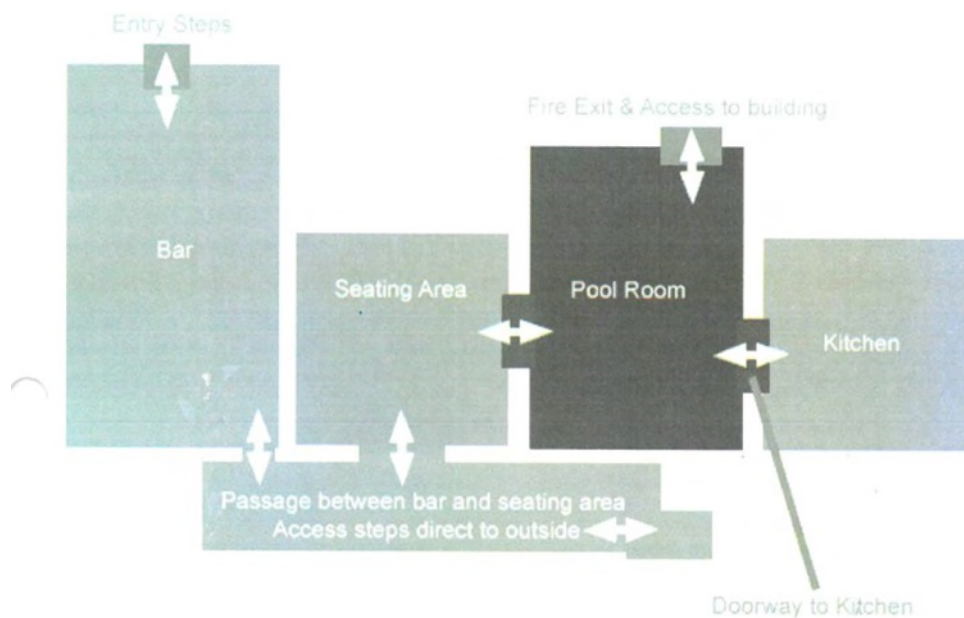 Entry Steps
Fire Exit & Access to building
Bar
Seating Area
Pool Room
Kitchen
Passage between bar and seating area
Access steps direct to outside
Doorway to Kitchen